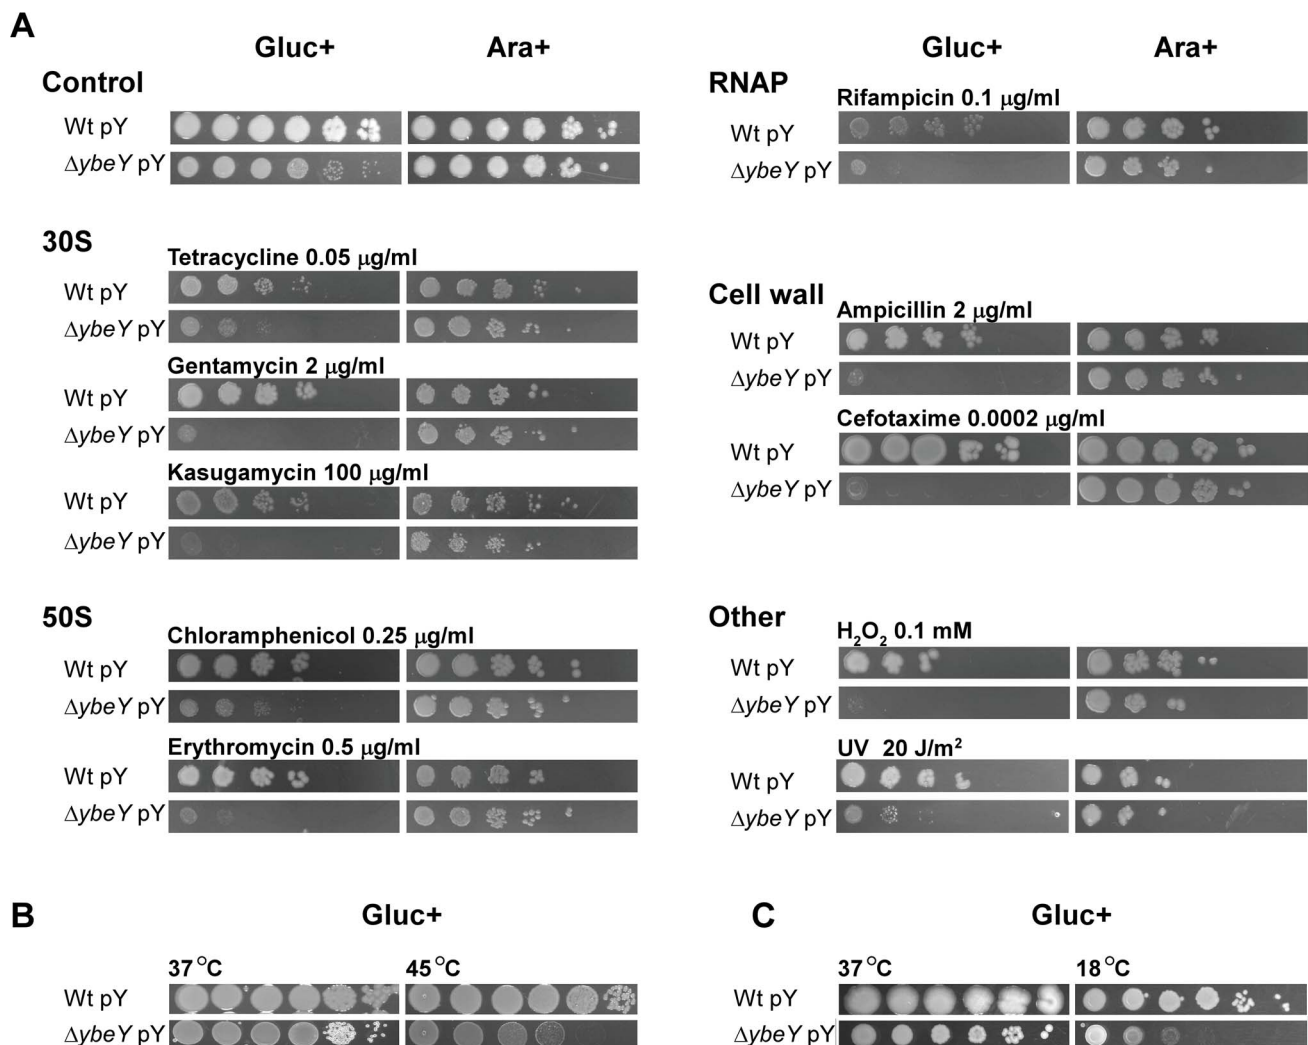 A
Gluc+ Ara+
Control
Wt pY
ΔybeY pY
30S
Tetracycline 0.05 μg/ml
Wt pY
ΔybeY pY
Gentamycin 2 μg/ml
Wt pY
ΔybeY pY
Kasugamycin 100 μg/ml
Wt pY
ΔybeY pY
50S
Chloramphenicol 0.25 μg/ml
Wt pY
ΔybeY pY
Erythromycin 0.5 μg/ml
Wt pY
ΔybeY pY
Gluc+ Ara+
RNAP
Rifampicin 0.1 μg/ml
Wt pY
ΔybeY pY
Cell wall
Ampicillin 2 μg/ml
Wt pY
ΔybeY pY
Cefotaxime 0.0002 μg/ml
Wt pY
ΔybeY pY
Other
H₂O₂ 0.1 mM
Wt pY
ΔybeY pY
UV 20 J/m²
Wt pY
ΔybeY pY
B
Gluc+
37 °C 45 °C
Wt pY
ΔybeY pY
C
Gluc+
37 °C 18 °C
Wt pY
ΔybeY pY